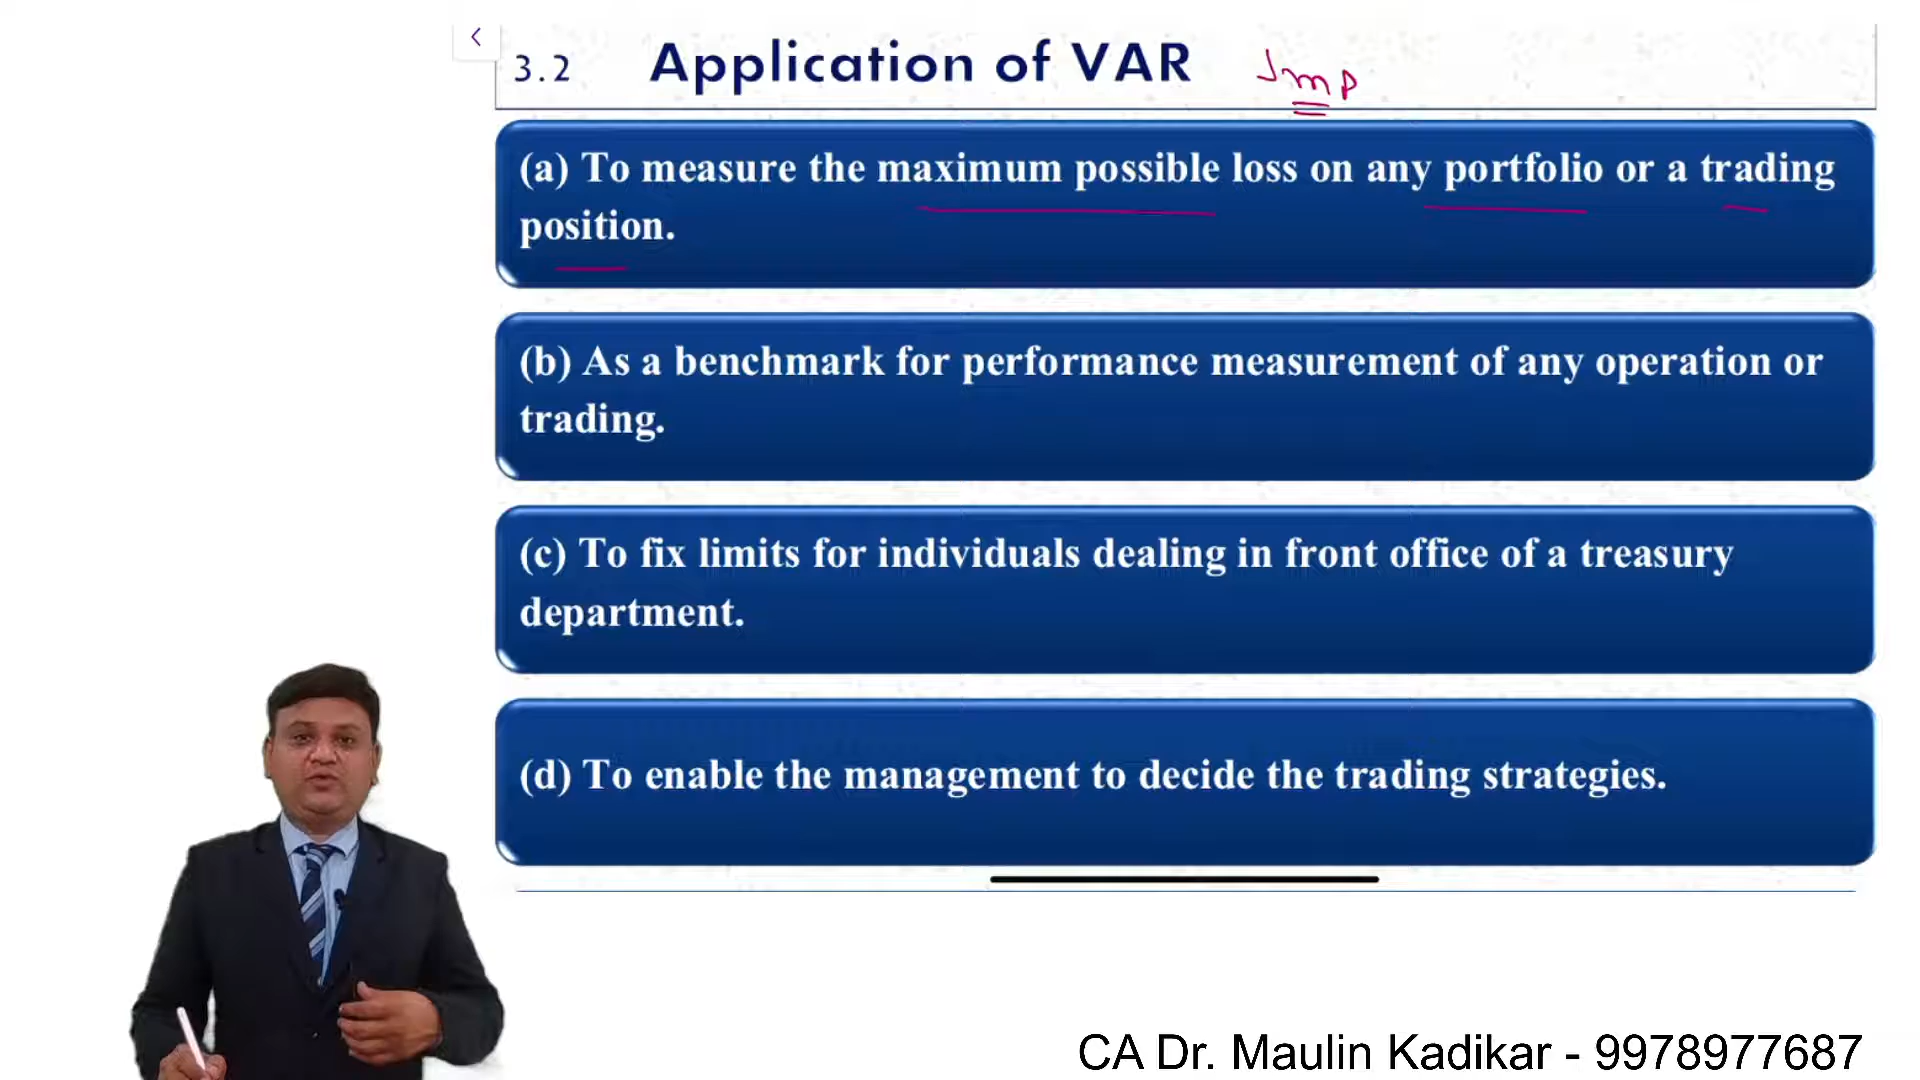 3.2 Application of VAR Imp
(a) To measure the maximum possible loss on any portfolio or a trading
position.
(b) As a benchmark for performance measurement of any operation or
trading.
(c) To fix limits for individuals dealing in front office of a treasury
department.
(d) To enable the management to decide the trading strategies.
CA Dr. Maulin Kadikar - 9978977687